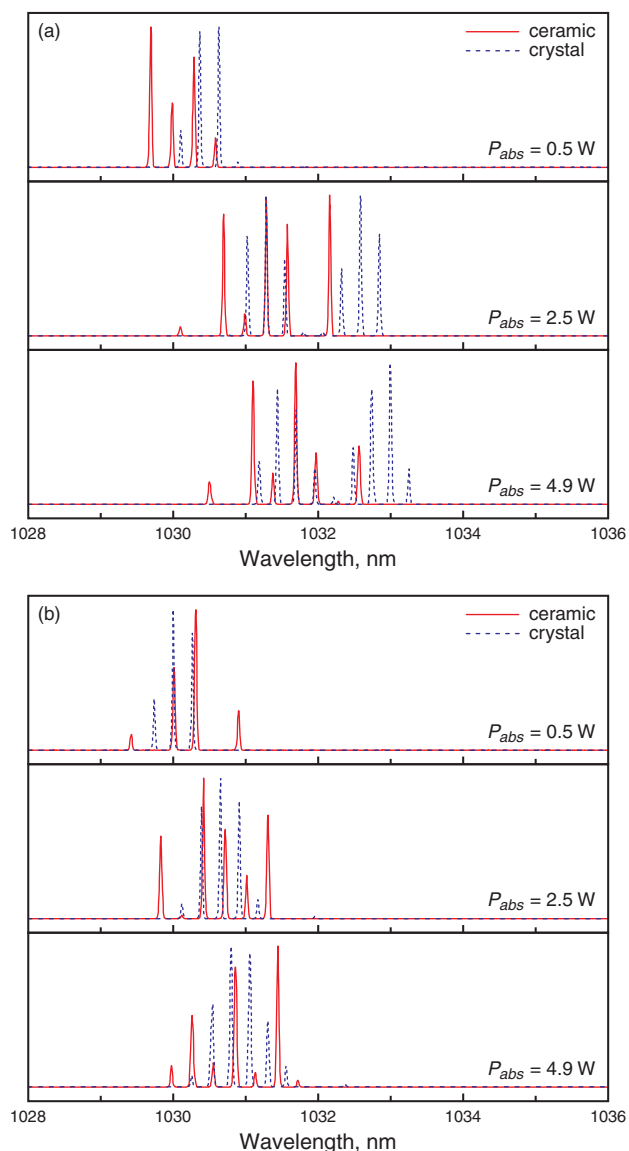 (a)
ceramic
crystal
P_abs = 0.5 W
P_abs = 2.5 W
P_abs = 4.9 W
1028 1030 1032 1034 1036
Wavelength, nm
(b)
ceramic
crystal
P_abs = 0.5 W
P_abs = 2.5 W
P_abs = 4.9 W
1028 1030 1032 1034 1036
Wavelength, nm